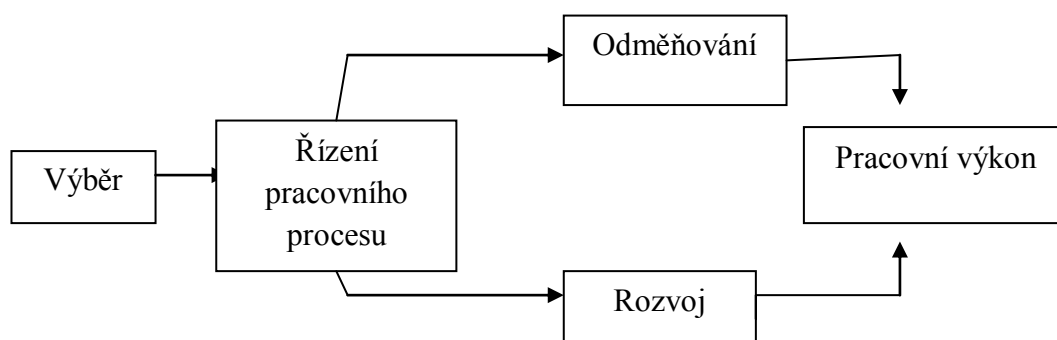 Výběr
Řízení
pracovního
procesu
Odměňování
Rozvoj
Pracovní výkon